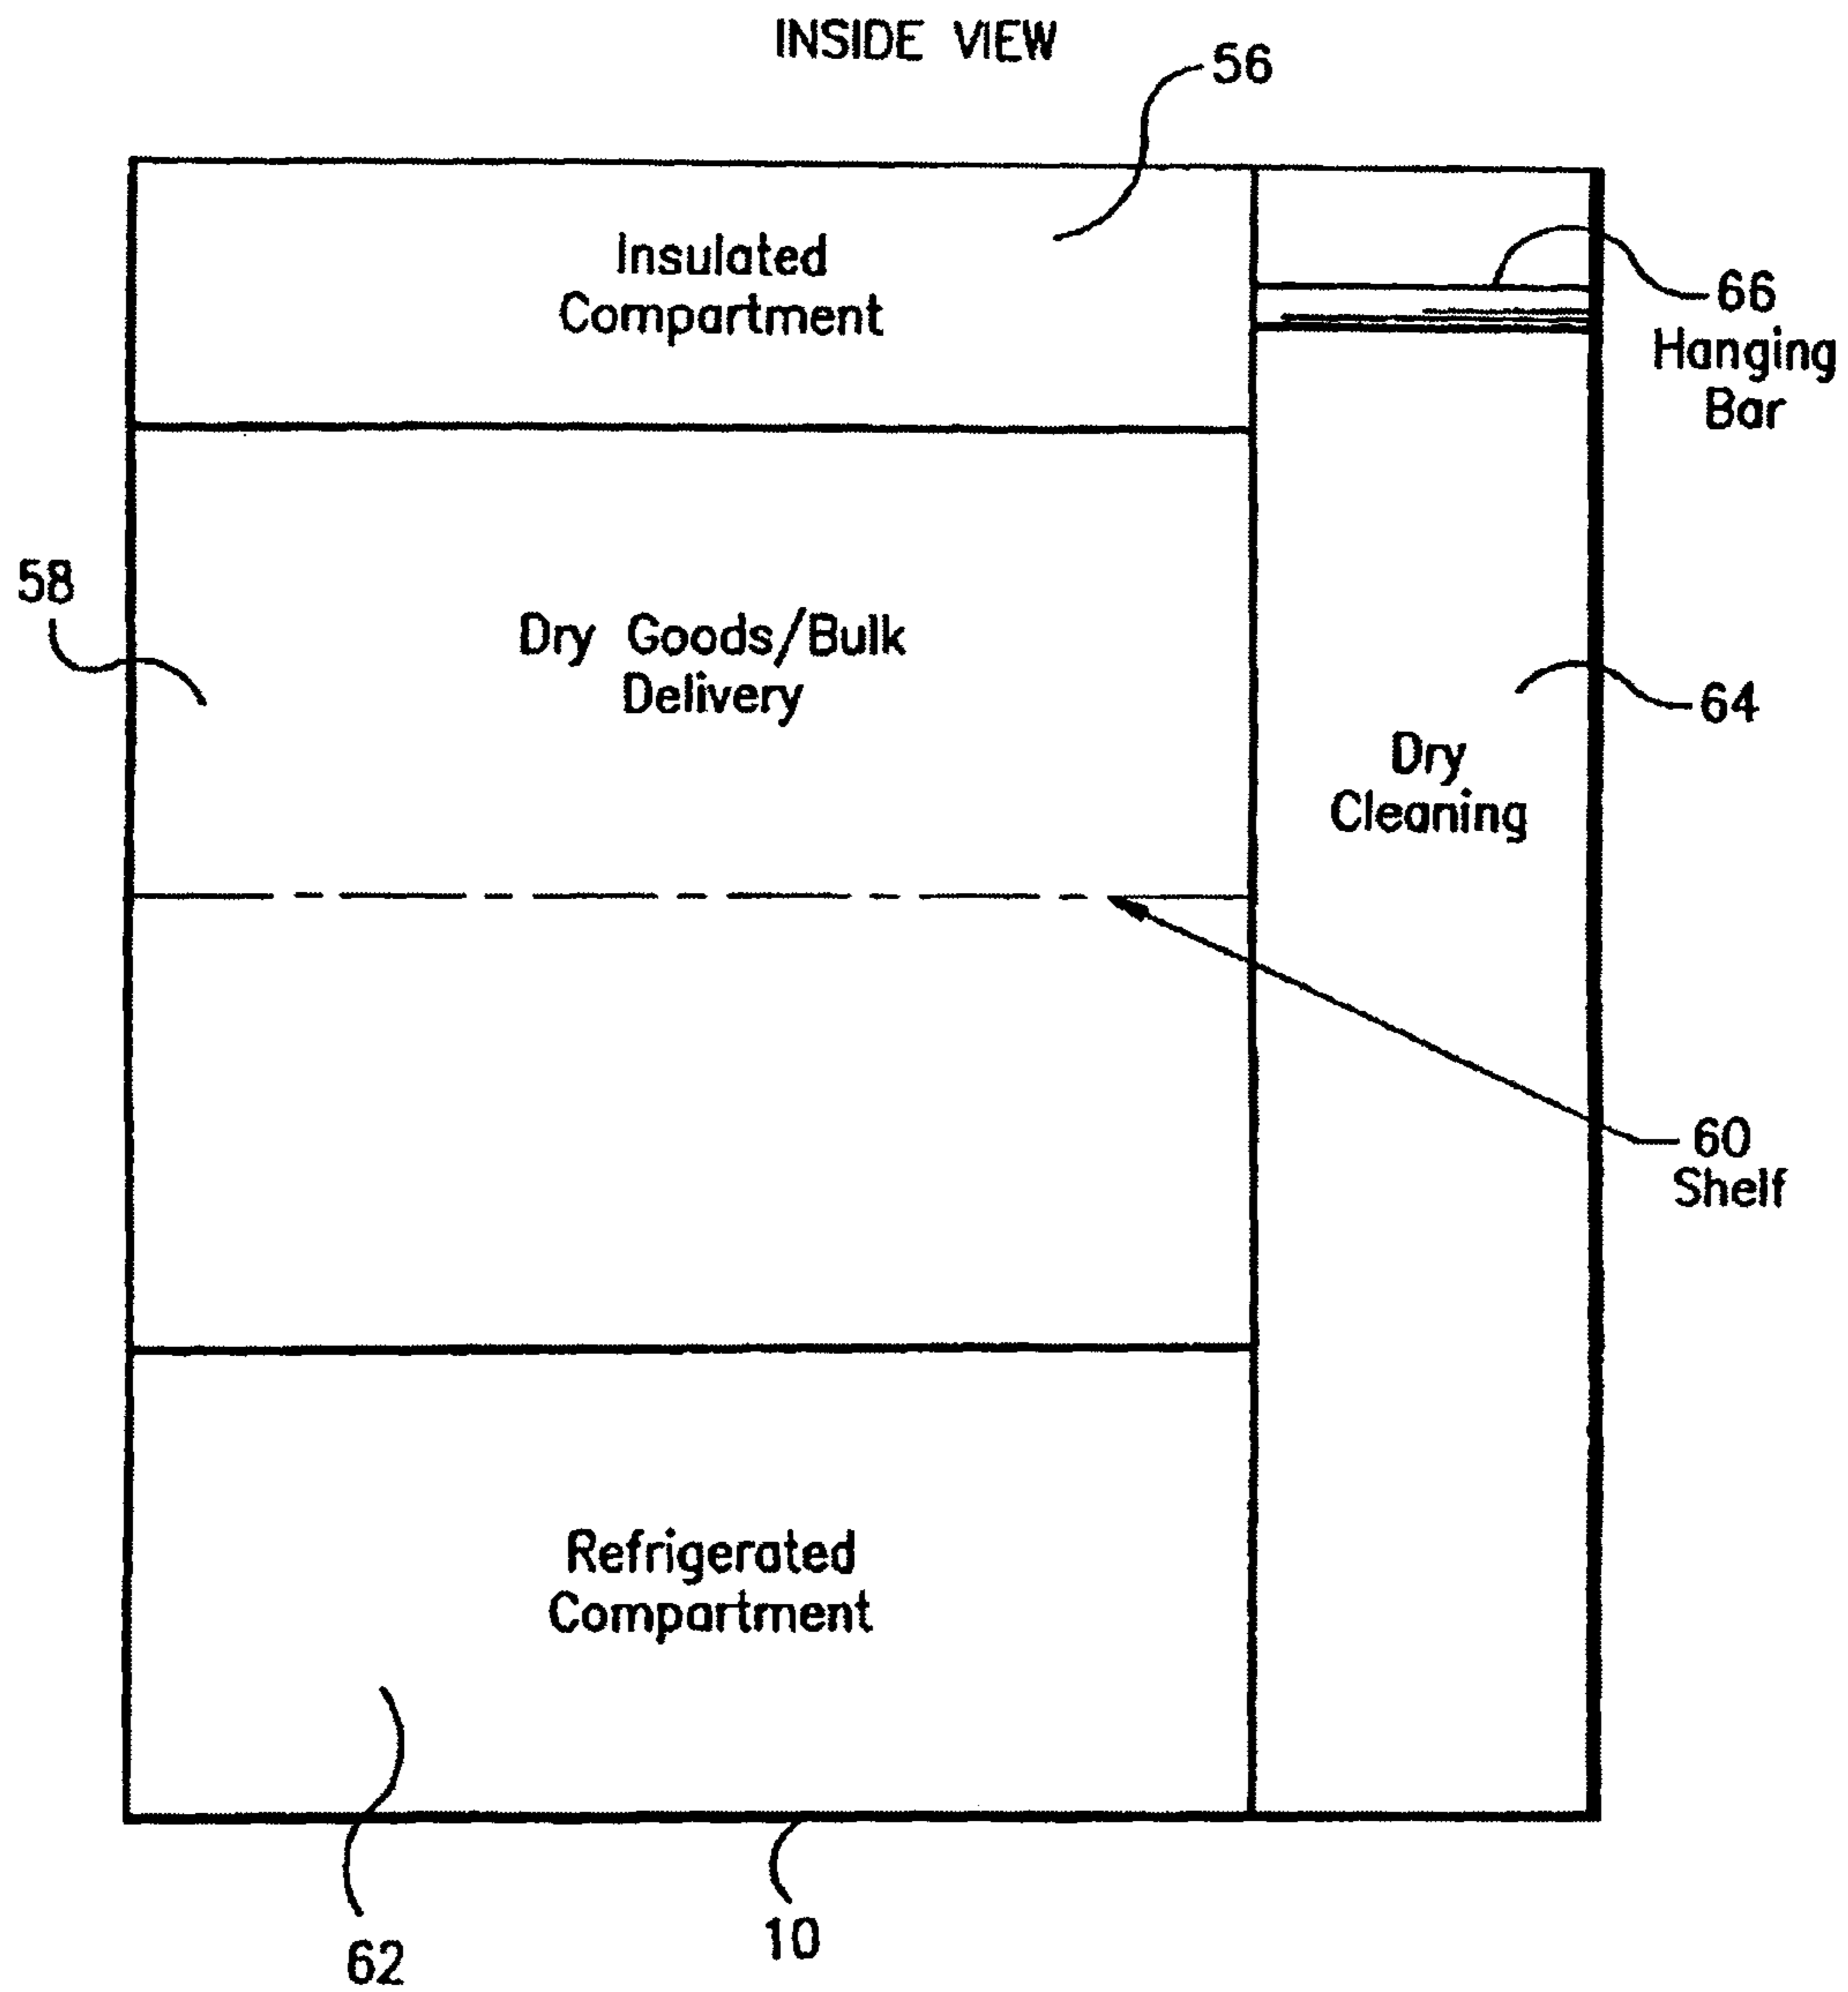 INSIDE VIEW
56
Insulated
Compartment
66
Hanging
Bar
58
Dry Goods/Bulk
Delivery
64
Dry
Cleaning
60
Shelf
Refrigerated
Compartment
62
10